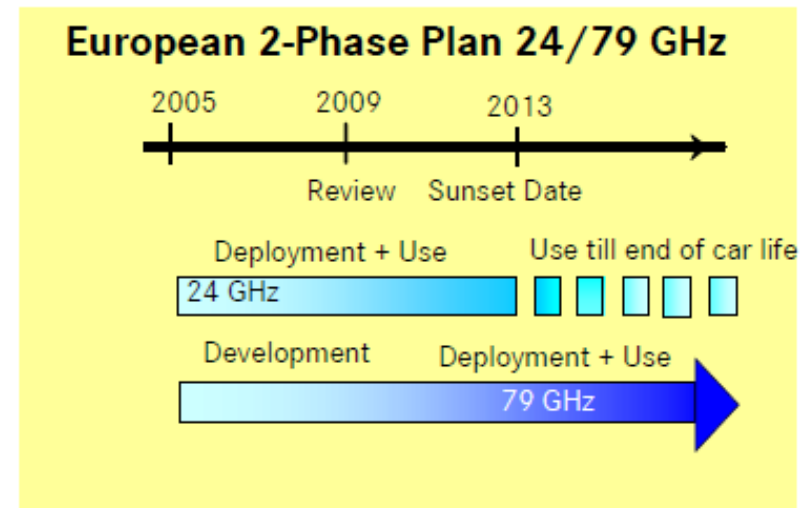 European 2-Phase Plan 24/79 GHz
2005 2009 2013
Review Sunset Date
Deployment + Use Use till end of car life
24 GHz
Development Deployment + Use
79 GHz